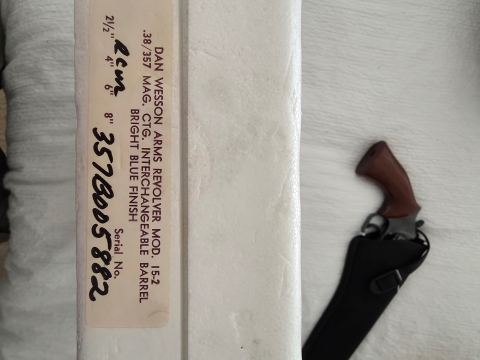 DAN WESSON ARMS REVOLVER MOD. 15-2
.38/357 MAG. CTG. INTERCHANGEABLE BARREL
BRIGHT BLUE FINISH
Serial No.
2½" 4" 6" 8" 357B005882